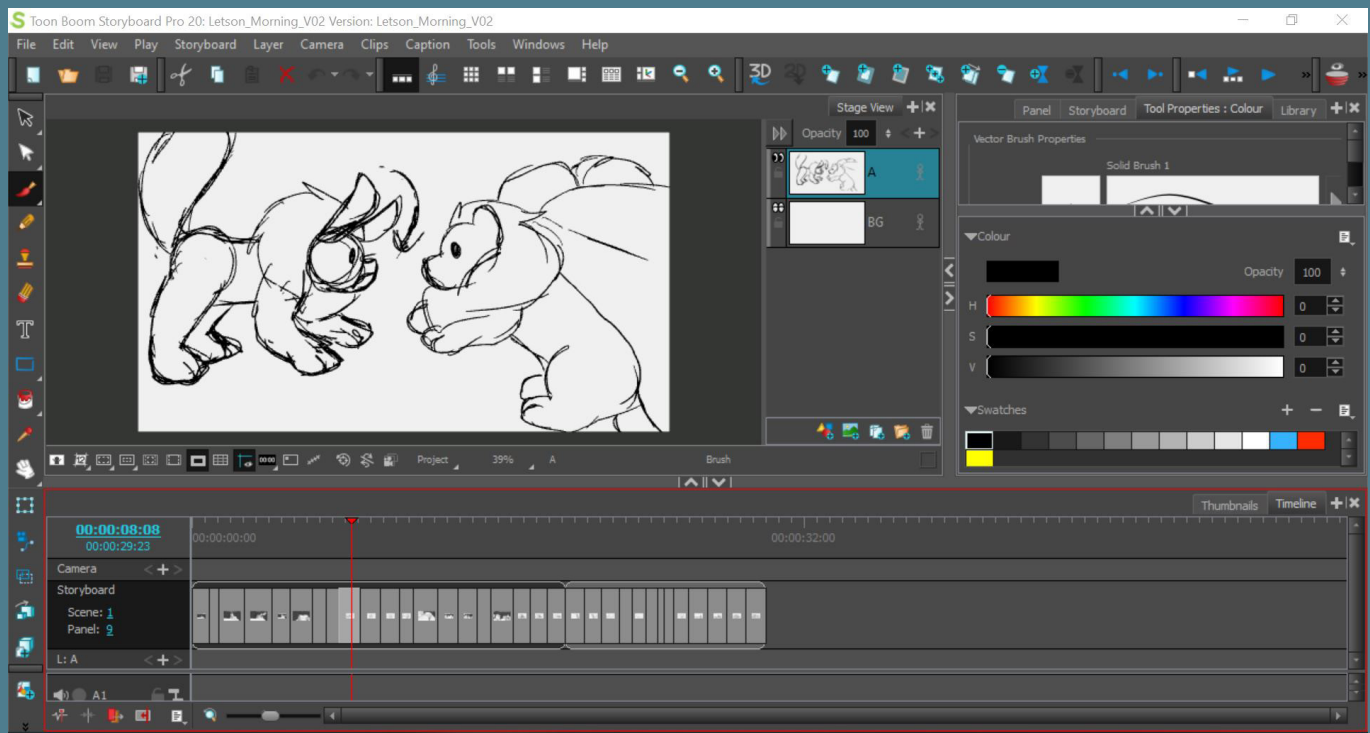 Toon Boom Storyboard Pro 20: Letson_Morning_V02 Version: Letson_Morning_V02
File Edit View Play Storyboard Layer Camera Clips Caption Tools Windows Help
3D 2D
Stage View
Opacity 100
A
BG
Panel Storyboard Tool Properties : Colour Library
Vector Brush Properties
Solid Brush 1
Colour
Opacity 100
H 0
S 0
V 0
Swatches
Project 39% A Brush
Thumbnails Timeline
00:00:08:08
00:00:29:23
00:00:00:00 00:00:32:00
Camera
Storyboard
Scene: 1
Panel: 9
L: A
A1